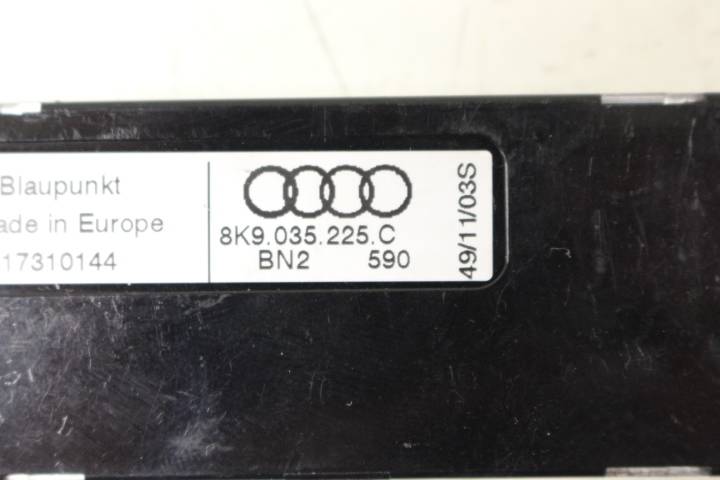 Blaupunkt
ade in Europe
17310144
8K9.035.225.C
BN2 590
49/11/03S